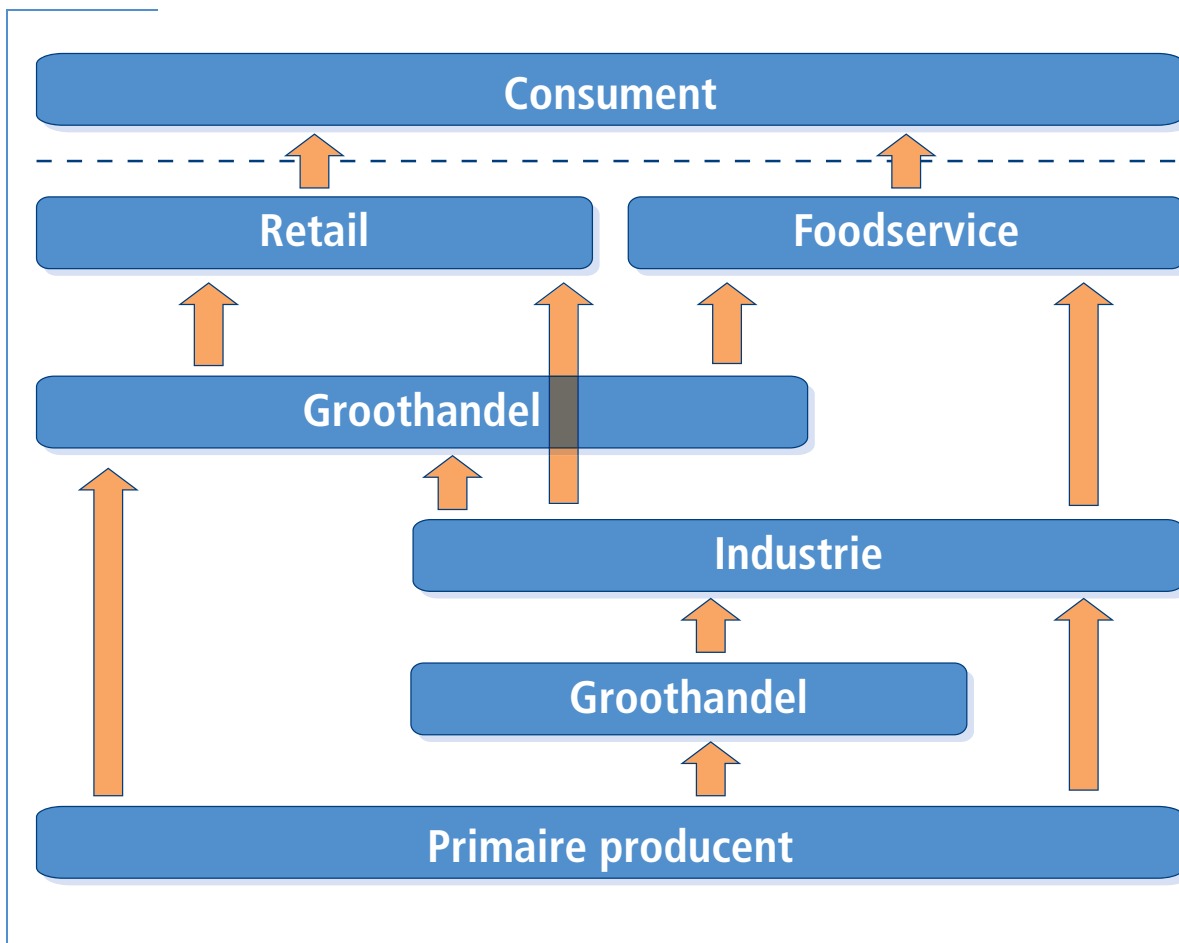 Consument
Retail
Foodservice
Groothandel
Industrie
Groothandel
Primaire producent